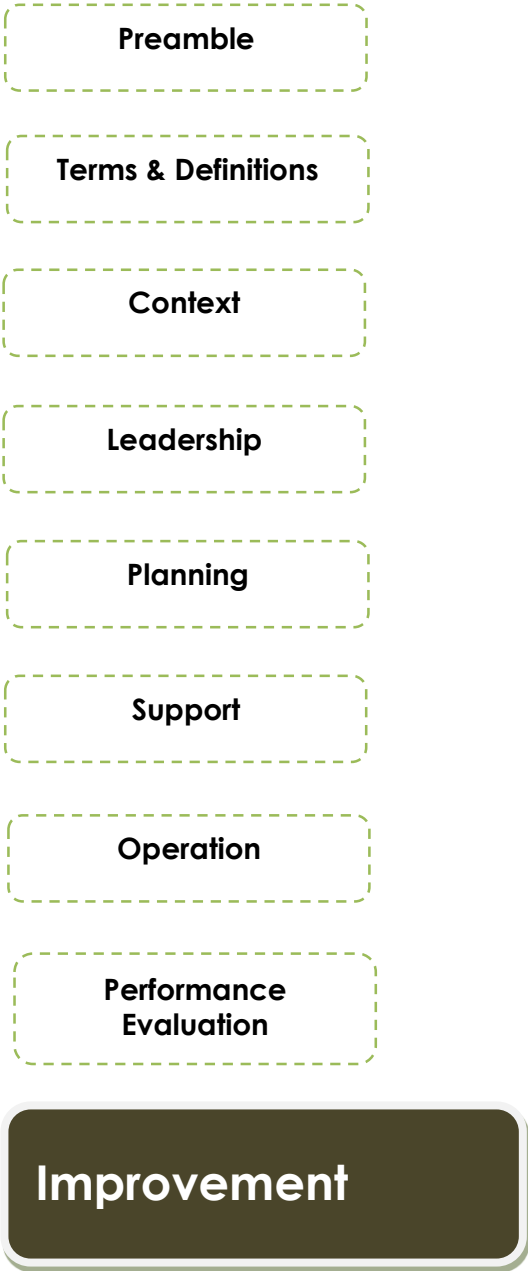 Preamble
Terms & Definitions
Context
Leadership
Planning
Support
Operation
Performance
Evaluation
Improvement